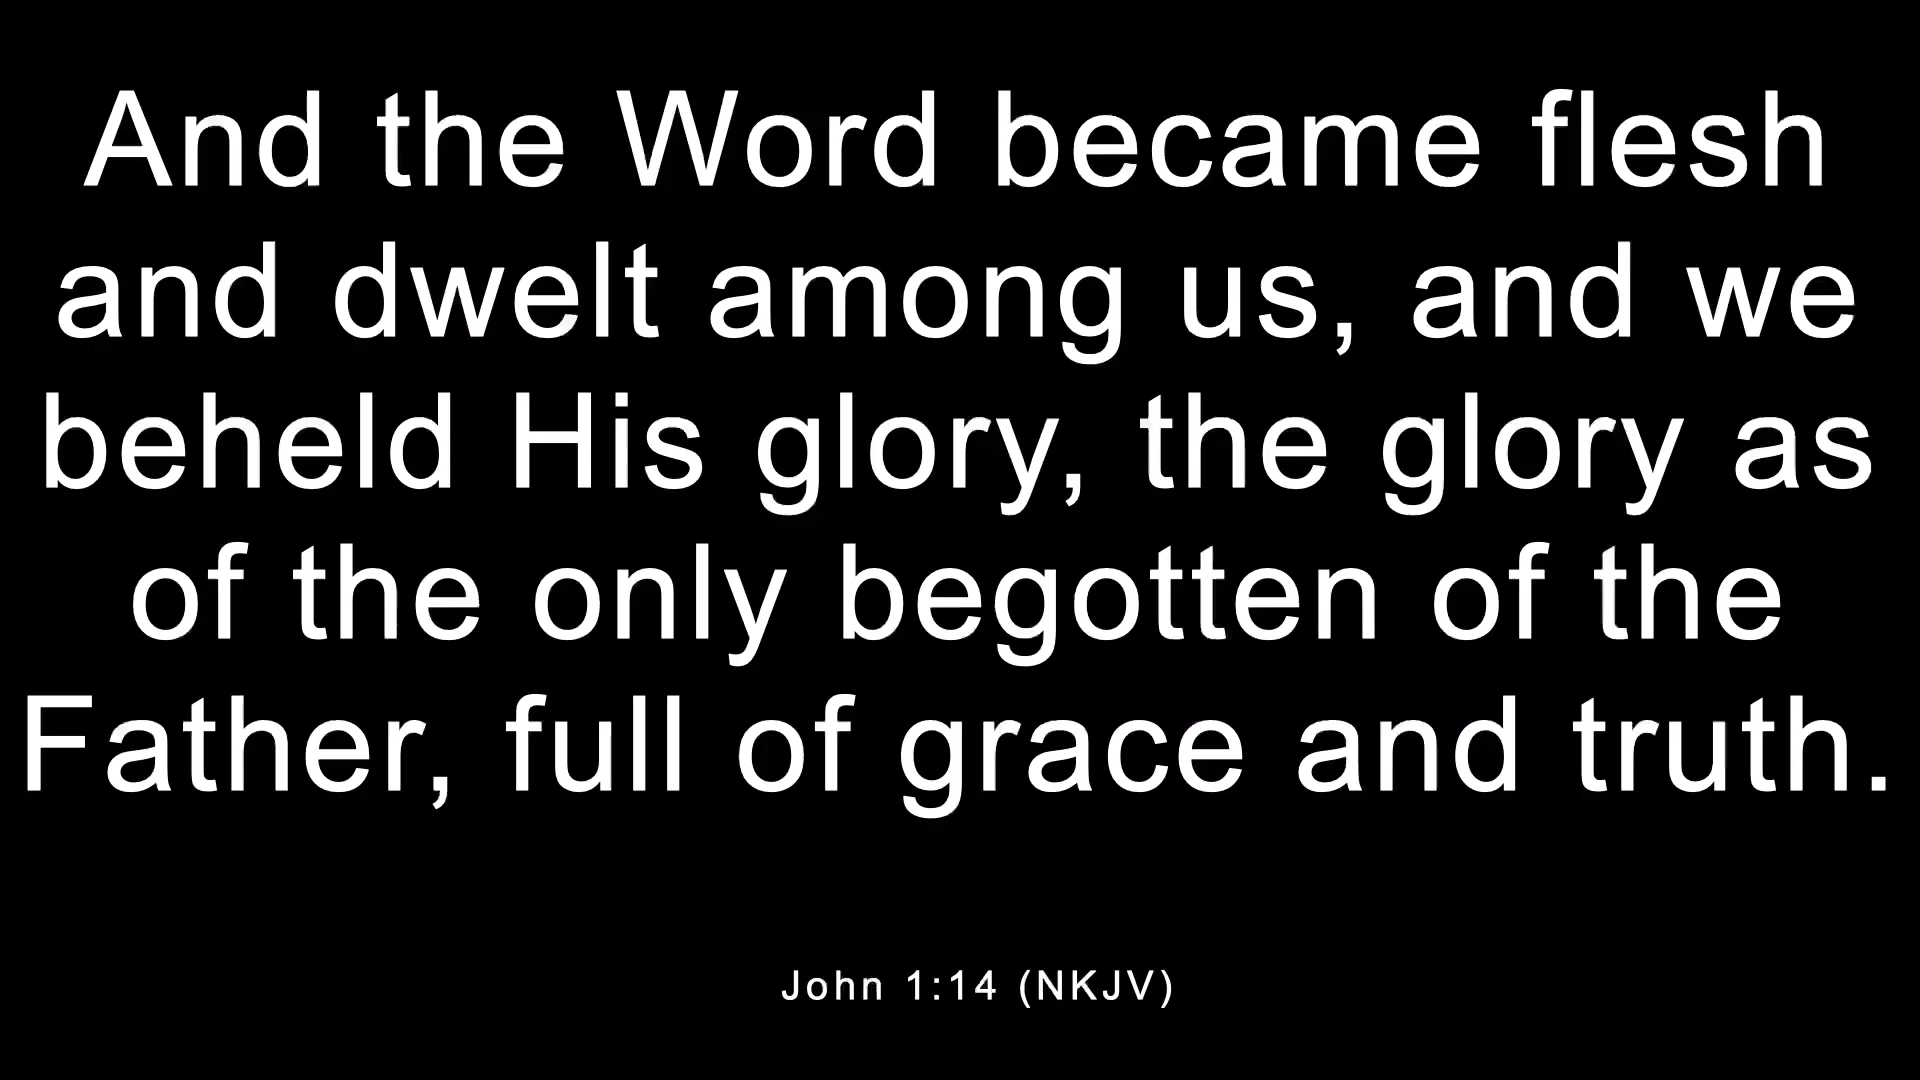 And the Word became flesh
and dwelt among us, and we
beheld His glory, the glory as
of the only begotten of the
Father, full of grace and truth.
John 1:14 (NKJV)